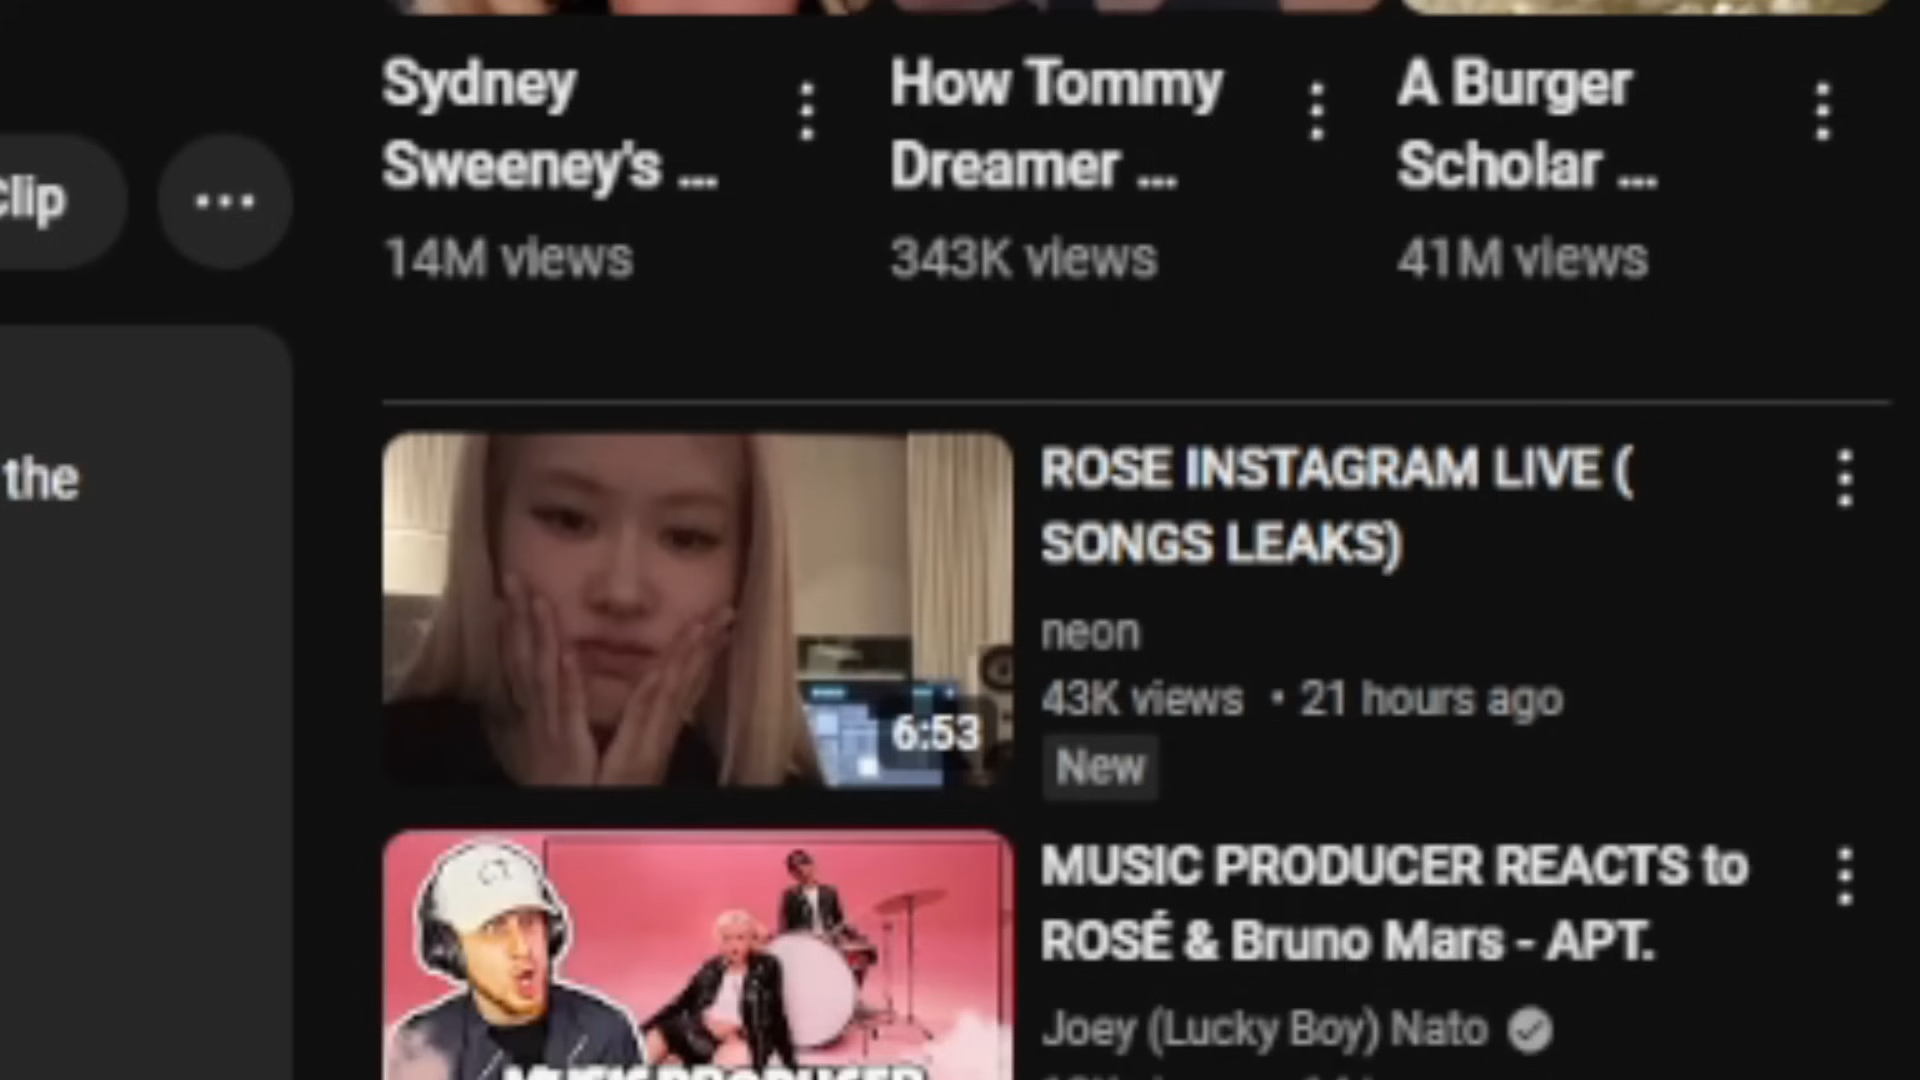 Sydney
Sweeney's ...
14M views
How Tommy
Dreamer ...
343K views
A Burger
Scholar ...
41M views
Clip
the
ROSE INSTAGRAM LIVE (
SONGS LEAKS)
neon
43K views • 21 hours ago
New
6:53
MUSIC PRODUCER REACTS to
ROSÉ & Bruno Mars - APT.
Joey (Lucky Boy) Nato
MUSIC PRODUCER